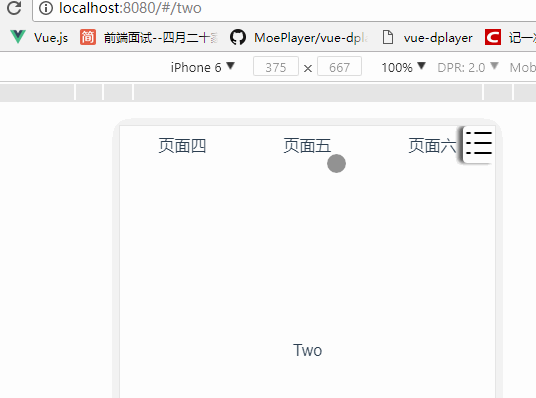 localhost:8080/#/two
Vue.js 简 前端面试--四月二十 MoePlayer/vue-dpl vue-dplayer C 记一
iPhone 6 ▼ 375 × 667 100% ▼ DPR: 2.0 ▼ Mob
页面四 页面五 页面六
Two